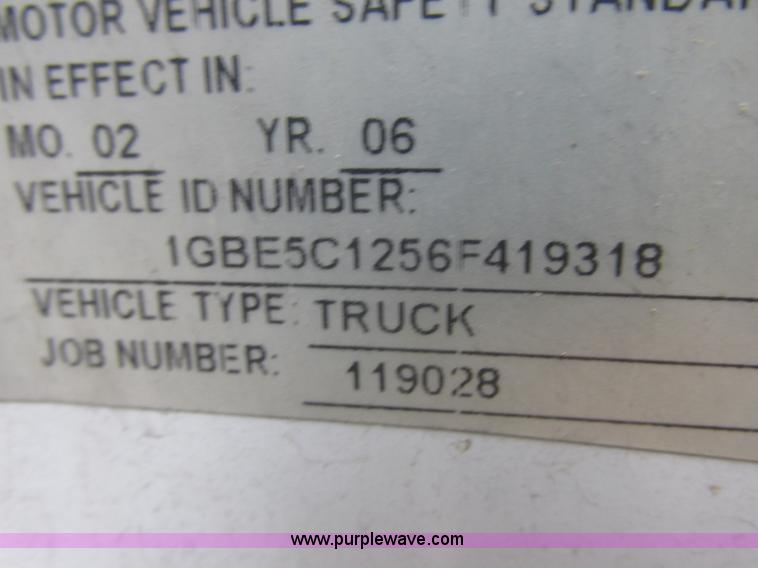 MOTOR VEHICLE SAFETY STANDAR
IN EFFECT IN:
MO. 02 YR. 06
VEHICLE ID NUMBER:
1GBE5C1256F419318
VEHICLE TYPE: TRUCK
JOB NUMBER: 119028
www.purplewave.com